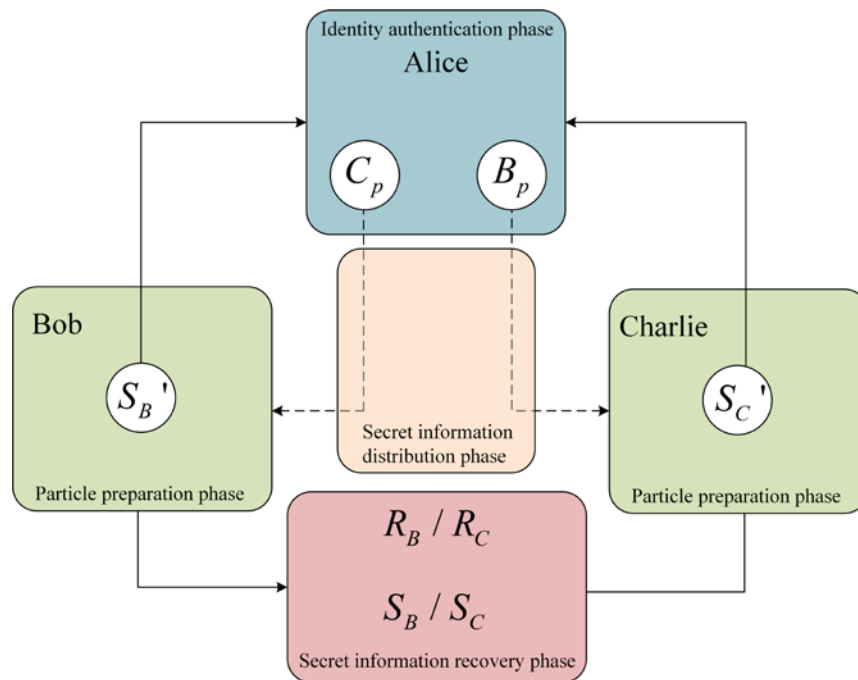 Identity authentication phase
Alice
C_p
B_p
Bob
Charlie
S_B'
S_C'
Secret information
distribution phase
Particle preparation phase
Particle preparation phase
R_B / R_C
S_B / S_C
Secret information recovery phase